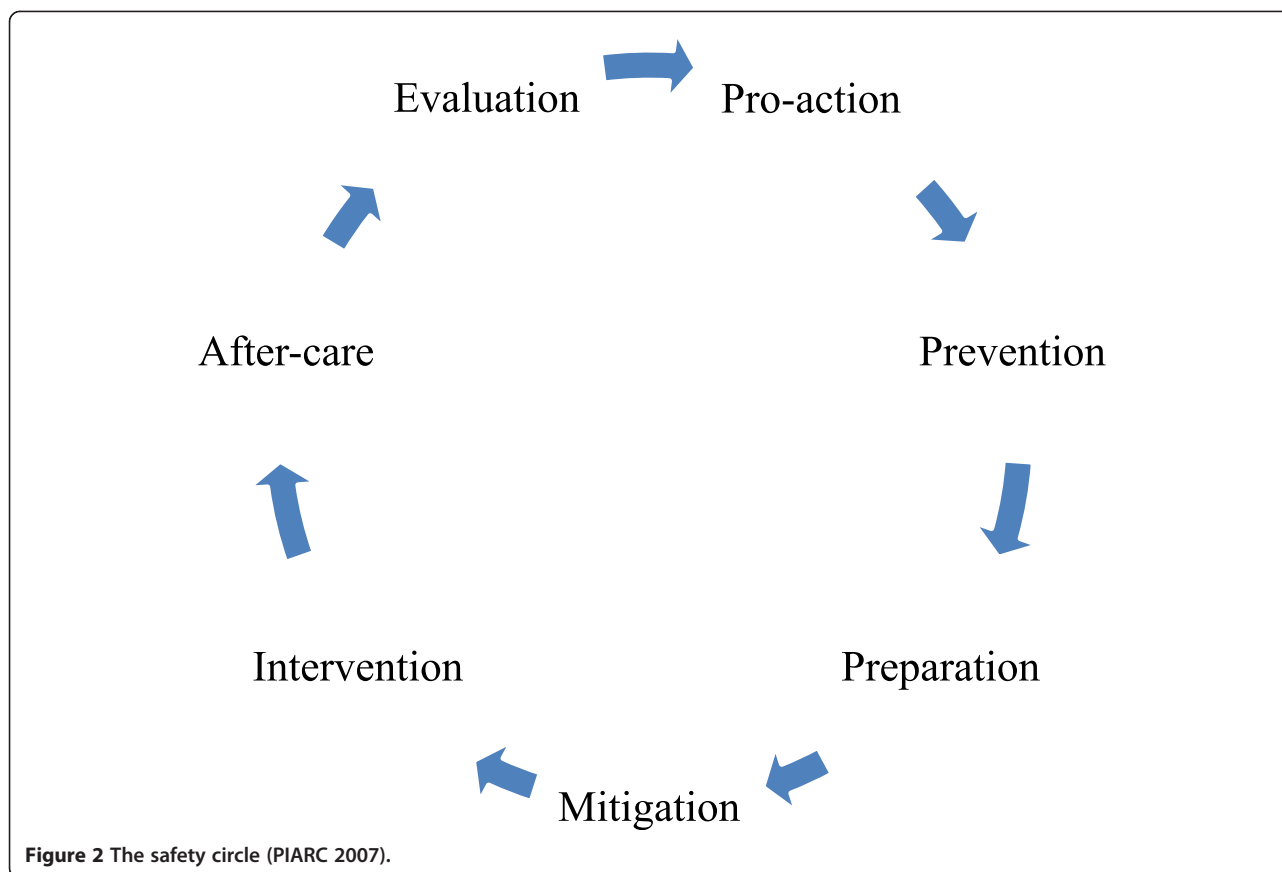 Evaluation
Pro-action
Prevention
Preparation
Mitigation
Intervention
After-care
Figure 2 The safety circle (PIARC 2007).